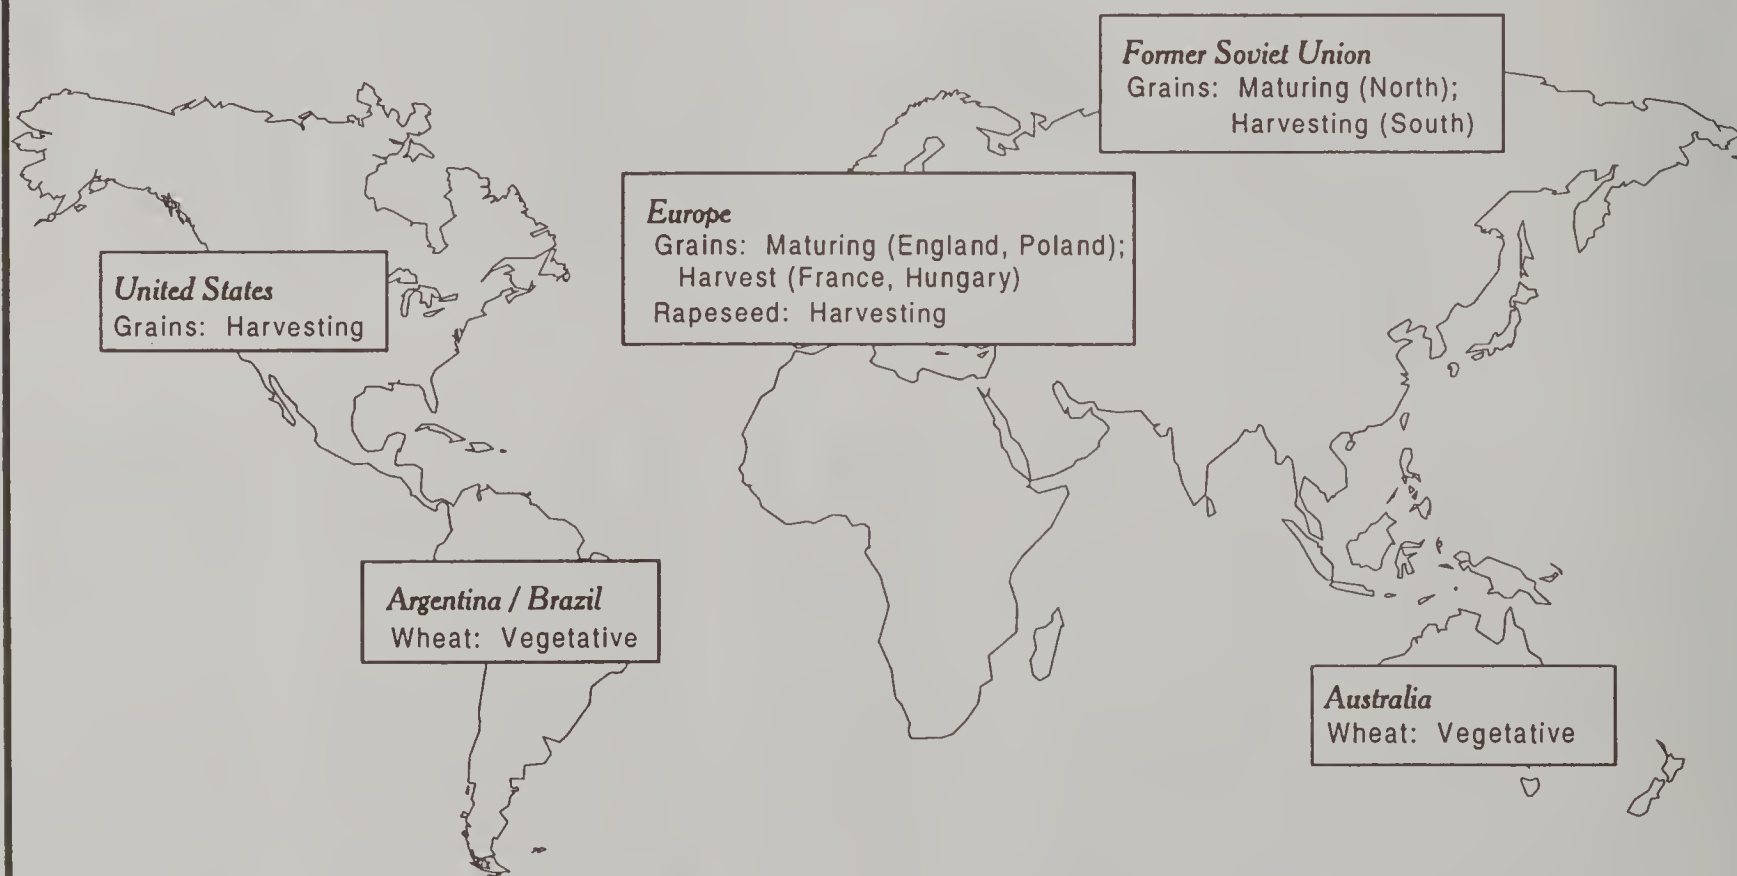 Former Soviet Union
Grains: Maturing (North);
Harvesting (South)
Europe
Grains: Maturing (England, Poland);
Harvest (France, Hungary)
Rapeseed: Harvesting
United States
Grains: Harvesting
Argentina / Brazil
Wheat: Vegetative
Australia
Wheat: Vegetative